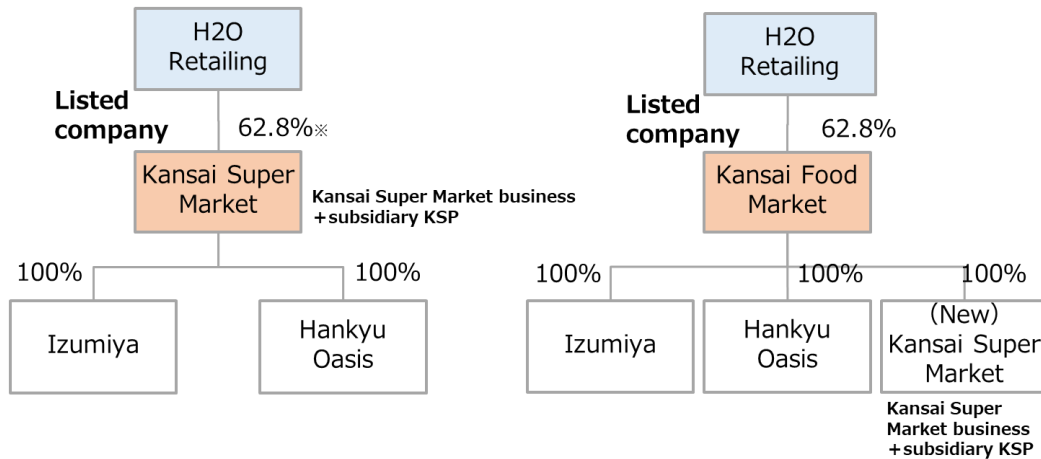 H2O
Retailing
Listed
company
62.8%※
Kansai Super
Market
Kansai Super Market business
+subsidiary KSP
100%
100%
Izumiya
Hankyu
Oasis
H2O
Retailing
Listed
company
62.8%
Kansai Food
Market
100%
100%
100%
Izumiya
Hankyu
Oasis
(New)
Kansai Super
Market
Kansai Super
Market business
+subsidiary KSP